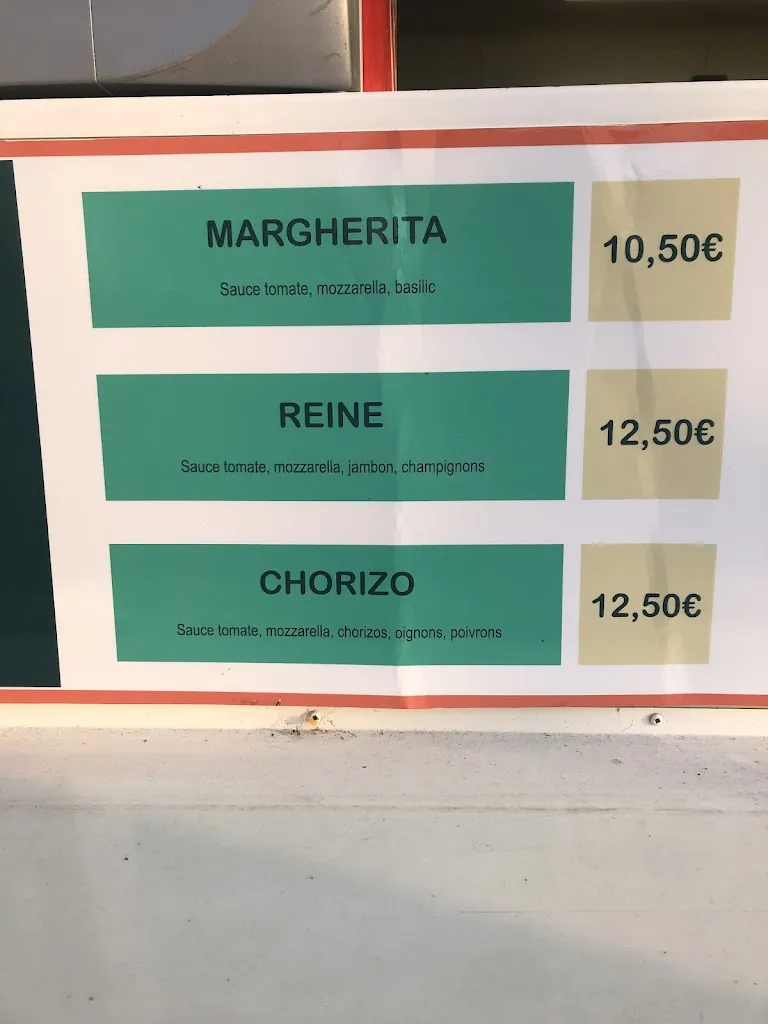 MARGHERITA
10,50€
Sauce tomate, mozzarella, basilic
REINE
12,50€
Sauce tomate, mozzarella, jambon, champignons
CHORIZO
12,50€
Sauce tomate, mozzarella, chorizos, oignons, poivrons